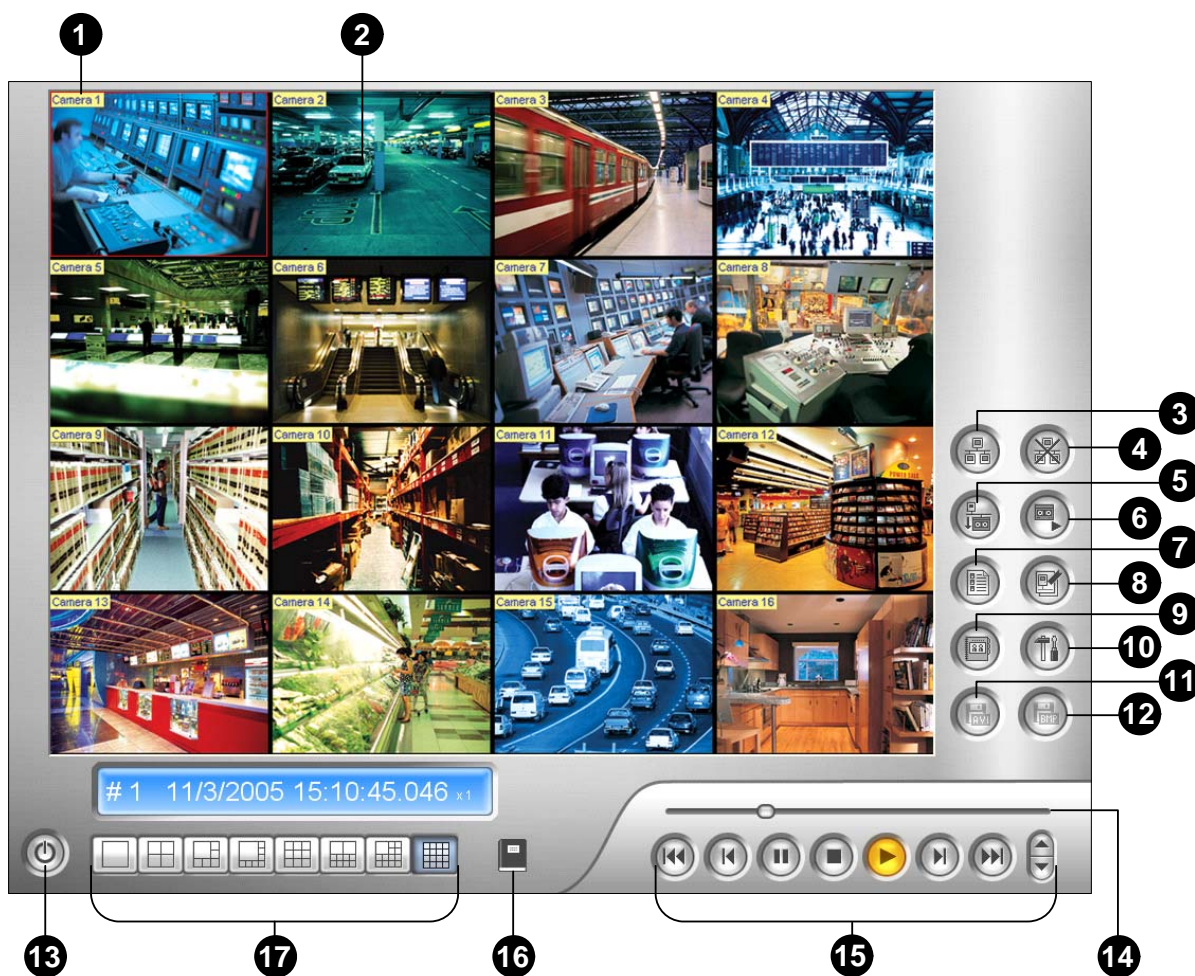 1
2
Camera 1
Camera 2
Camera 3
Camera 4
Camera 5
Camera 6
Camera 7
Camera 8
Camera 9
Camera 10
Camera 11
Camera 12
POWER CAFE
Camera 13
Camera 14
Camera 15
Camera 16
3
4
5
6
7
8
9
10
11
AVI
BMP
12
# 1 11/3/2005 15:10:45.046 x1
13
17
16
15
14